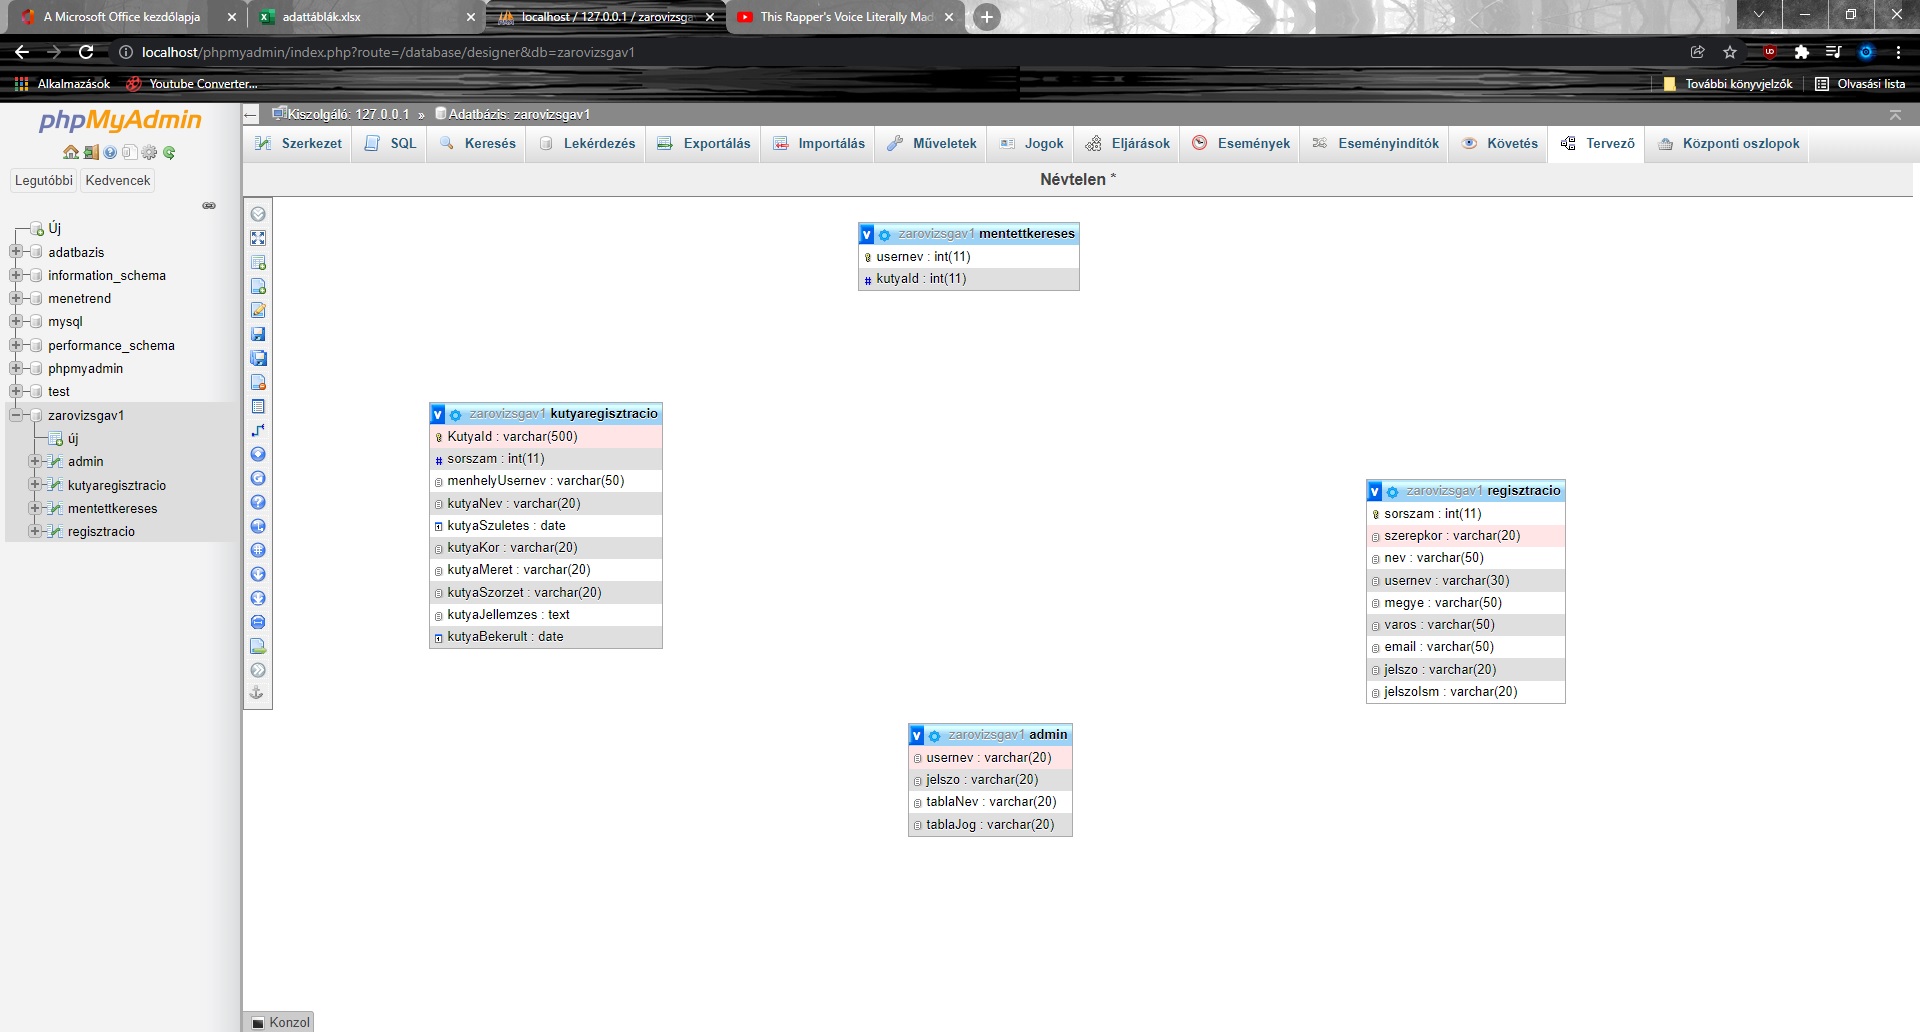 A Microsoft Office kezdőlapja
adattáblák.xlsx
localhost / 127.0.0.1 / zarovizsga
This Rapper's Voice Literally Mad
localhost/phpmyadmin/index.php?route=/database/designer&db=zarovizsgav1
Alkalmazások
Youtube Converter...
További könyvjelzők
Olvasási lista
phpMyAdmin
Legutóbbi
Kedvencek
Új
adatbazis
information_schema
menetrend
mysql
performance_schema
phpmyadmin
test
zarovizsgav1
új
admin
kutyaregisztracio
mentettkereses
regisztracio
Kiszolgáló: 127.0.0.1 » Adatbázis: zarovizsgav1
Szerkezet
SQL
Keresés
Lekérdezés
Exportálás
Importálás
Műveletek
Jogok
Eljárások
Események
Eseményindítók
Követés
Tervező
Központi oszlopok
Névtelen *
v zarovizsgav1 mentettkereses
usernev : int(11)
# kutyaId : int(11)
v zarovizsgav1 kutyaregisztracio
KutyaId : varchar(500)
# sorszam : int(11)
menhelyUsernev : varchar(50)
kutyaNev : varchar(20)
kutyaSzuletes : date
kutyaKor : varchar(20)
kutyaMeret : varchar(20)
kutyaSzorzet : varchar(20)
kutyaJellemzes : text
kutyaBekerult : date
v zarovizsgav1 regisztracio
sorszam : int(11)
szerepkor : varchar(20)
nev : varchar(50)
usernev : varchar(30)
megye : varchar(50)
varos : varchar(50)
email : varchar(50)
jelszo : varchar(20)
jelszoIsm : varchar(20)
v zarovizsgav1 admin
usernev : varchar(20)
jelszo : varchar(20)
tablaNev : varchar(20)
tablaJog : varchar(20)
Konzol